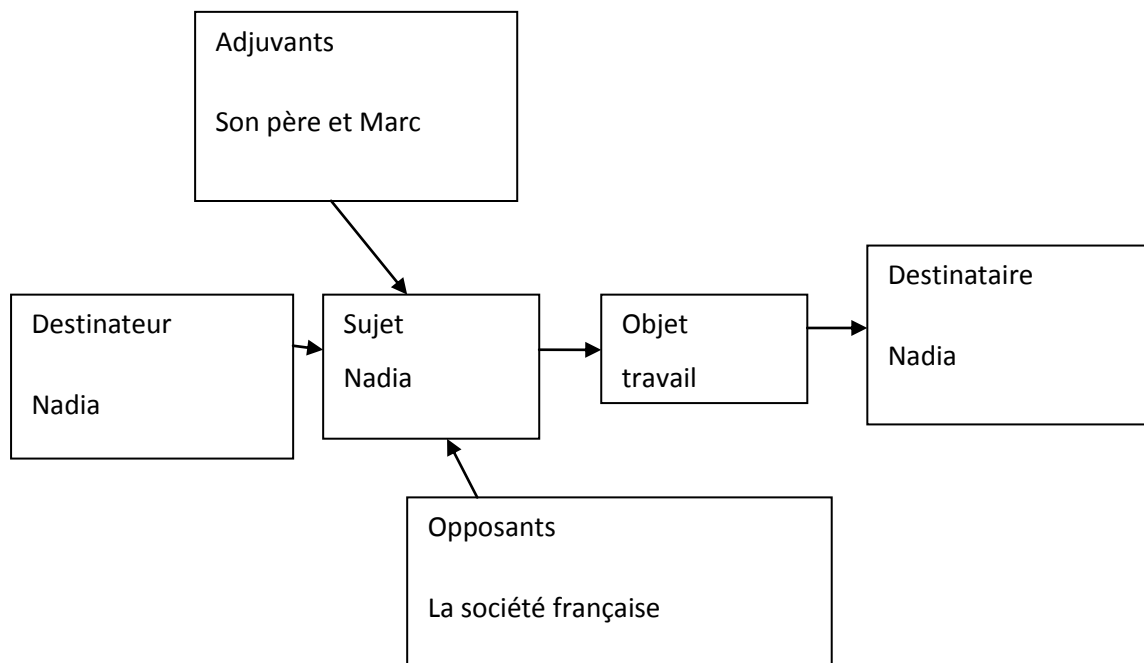 Adjuvants
Son père et Marc
Destinateur
Nadia
Sujet
Nadia
Objet
travail
Destinataire
Nadia
Opposants
La société française